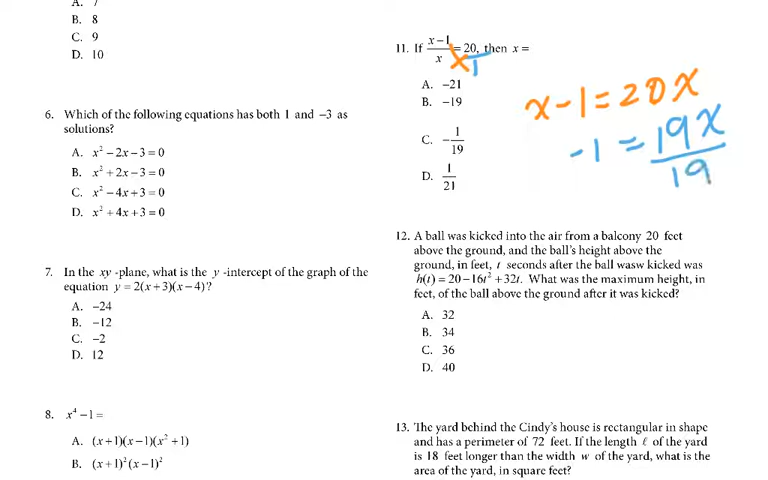 A. 7
B. 8
C. 9
D. 10
6. Which of the following equations has both 1 and −3 as
solutions?
A. x² − 2x − 3 = 0
B. x² + 2x − 3 = 0
C. x² − 4x + 3 = 0
D. x² + 4x + 3 = 0
7. In the xy -plane, what is the y -intercept of the graph of the
equation y = 2(x + 3)(x − 4)?
A. −24
B. −12
C. −2
D. 12
8. x⁴ − 1 =
A. (x + 1)(x − 1)(x² + 1)
B. (x + 1)²(x − 1)²
11. If (x − 1)/x = 20, then x =
x 1
A. −21
B. −19
C. −1/19
D. 1/21
x − 1 = 20x
−1 = 19x
19
12. A ball was kicked into the air from a balcony 20 feet
above the ground, and the ball's height above the
ground, in feet, t seconds after the ball wasw kicked was
h(t) = 20 − 16t² + 32t. What was the maximum height, in
feet, of the ball above the ground after it was kicked?
A. 32
B. 34
C. 36
D. 40
13. The yard behind the Cindy's house is rectangular in shape
and has a perimeter of 72 feet. If the length ℓ of the yard
is 18 feet longer than the width w of the yard, what is the
area of the yard, in square feet?